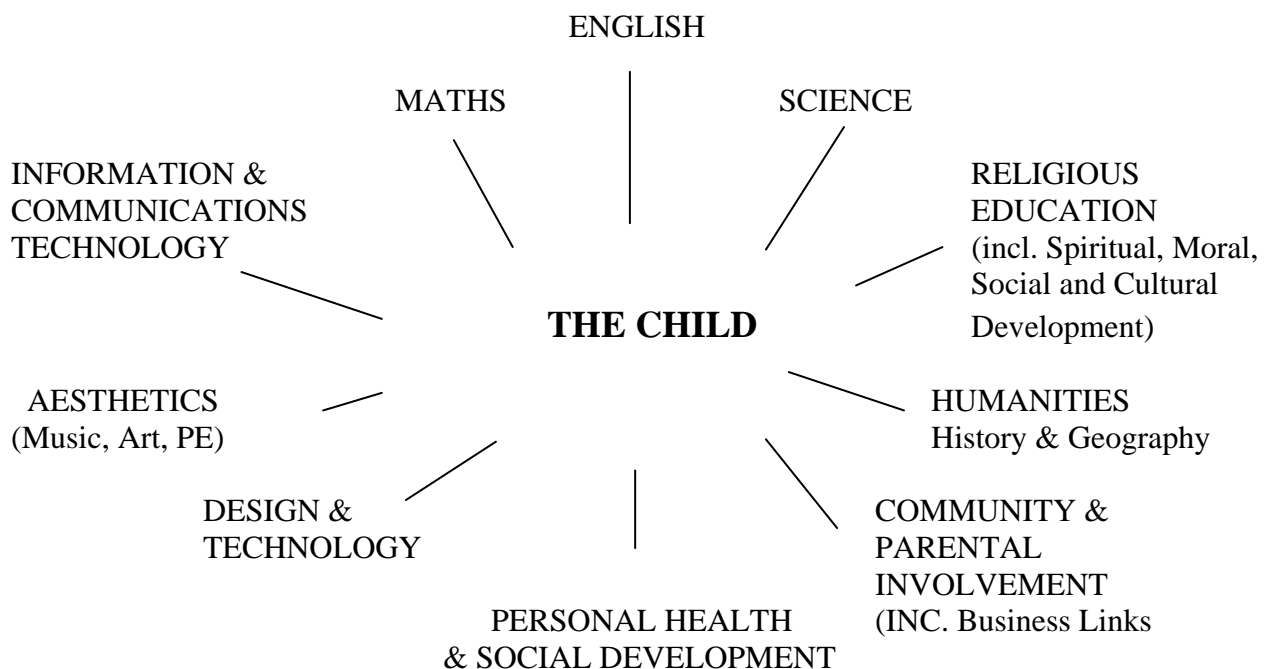 ENGLISH
MATHS
SCIENCE
INFORMATION &
COMMUNICATIONS
TECHNOLOGY
RELIGIOUS
EDUCATION
(incl. Spiritual, Moral,
Social and Cultural
Development)
THE CHILD
AESTHETICS
(Music, Art, PE)
HUMANITIES
History & Geography
DESIGN &
TECHNOLOGY
COMMUNITY &
PARENTAL
INVOLVEMENT
(INC. Business Links
PERSONAL HEALTH
& SOCIAL DEVELOPMENT